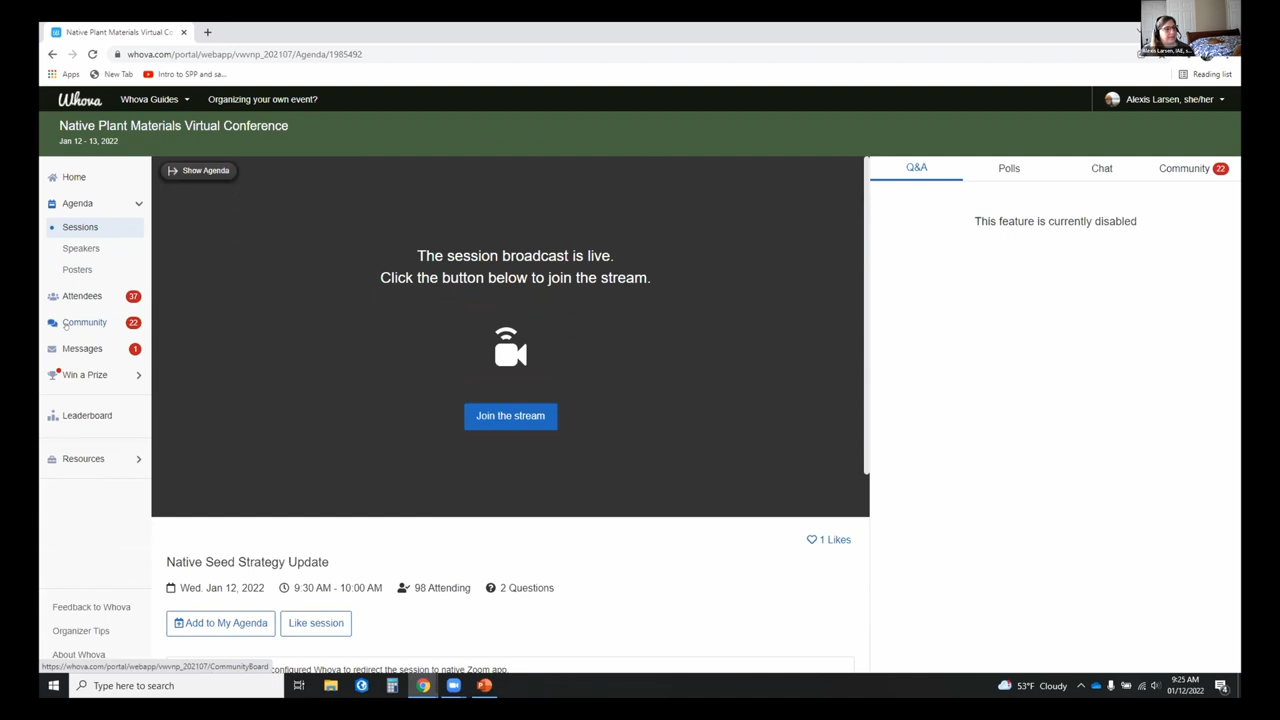 Native Plant Materials Virtual Co
whova.com/portal/webapp/vwvnp_202107/Agenda/1985492
Alexis Larsen, IAE, s...
Apps
New Tab
Intro to SPP and sa...
Reading list
Whova
Whova Guides
Organizing your own event?
Alexis Larsen, she/her
Native Plant Materials Virtual Conference
Jan 12 - 13, 2022
Home
Agenda
Sessions
Speakers
Posters
Attendees 37
Community 22
Messages 1
Win a Prize
Leaderboard
Resources
Feedback to Whova
Organizer Tips
About Whova
Show Agenda
The session broadcast is live.
Click the button below to join the stream.
Join the stream
1 Likes
Native Seed Strategy Update
Wed. Jan 12, 2022 9:30 AM - 10:00 AM 98 Attending 2 Questions
Add to My Agenda
Like session
configured Whova to redirect the session to native Zoom app.
Q&A
Polls
Chat
Community 22
This feature is currently disabled
https://whova.com/portal/webapp/vwvnp_202107/CommunityBoard
Type here to search
53°F Cloudy
9:25 AM
01/12/2022
4